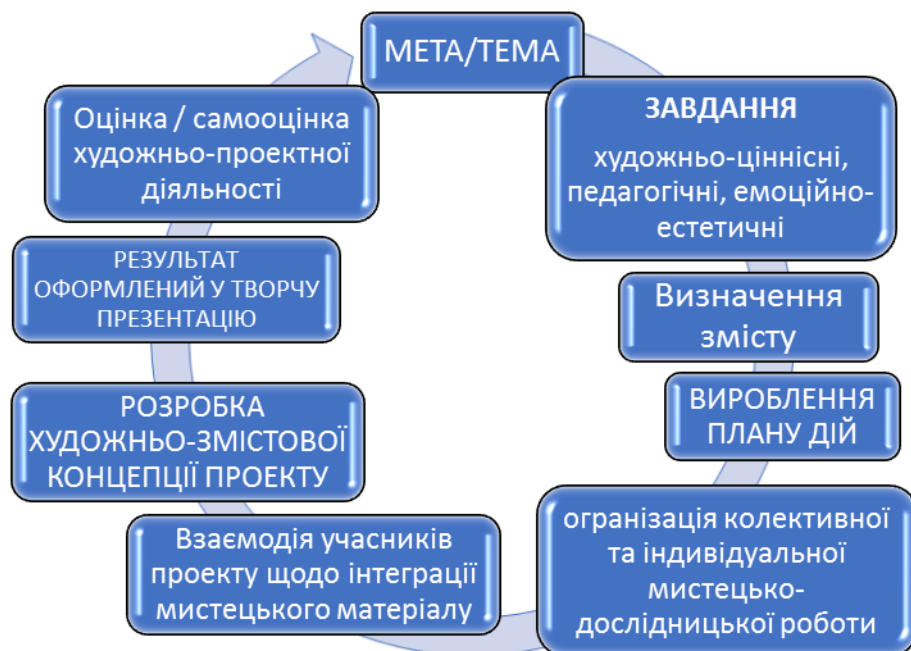 МЕТА/ТЕМА
ЗАВДАННЯ
художньо-ціннісні,
педагогічні, емоційно-
естетичні
Визначення
змісту
ВИРОБЛЕННЯ
ПЛАНУ ДІЙ
огранізація колективної
та індивідуальної
мистецько-
дослідницької роботи
Взаємодія учасників
проекту щодо інтеграції
мистецького матеріалу
РОЗРОБКА
ХУДОЖНЬО-ЗМІСТОВОЇ
КОНЦЕПЦІЇ ПРОЕКТУ
РЕЗУЛЬТАТ
ОФОРМЛЕНИЙ У ТВОРЧУ
ПРЕЗЕНТАЦІЮ
Оцінка / самооцінка
художньо-проектної
діяльності